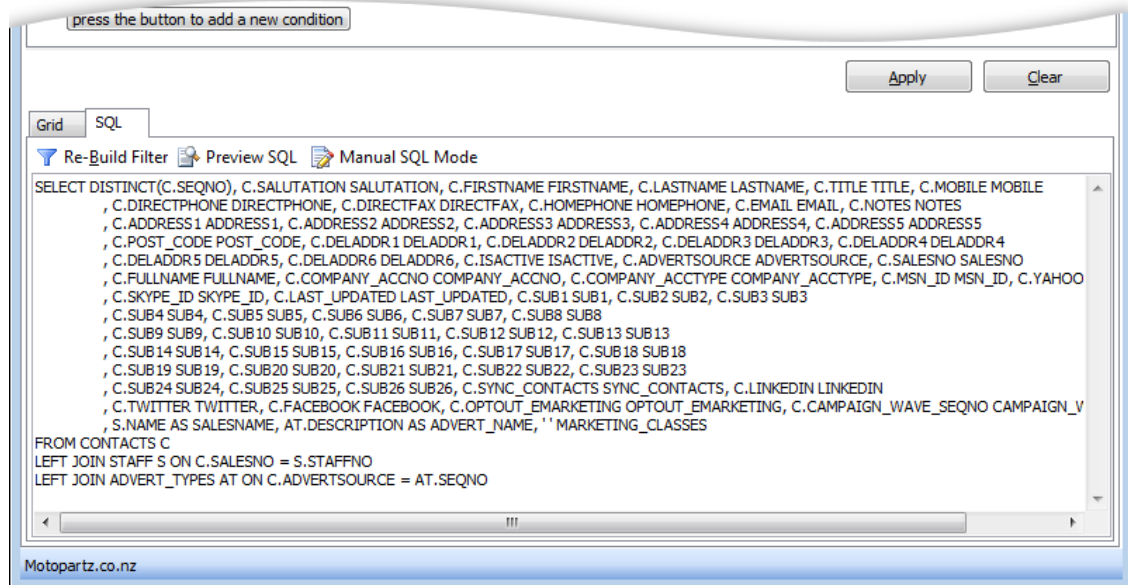 press the button to add a new condition
Apply Clear
Grid SQL
Re-Build Filter Preview SQL Manual SQL Mode
SELECT DISTINCT(C.SEQNO), C.SALUTATION SALUTATION, C.FIRSTNAME FIRSTNAME, C.LASTNAME LASTNAME, C.TITLE TITLE, C.MOBILE MOBILE
, C.DIRECTPHONE DIRECTPHONE, C.DIRECTFAX DIRECTFAX, C.HOMEPHONE HOMEPHONE, C.EMAIL EMAIL, C.NOTES NOTES
, C.ADDRESS1 ADDRESS1, C.ADDRESS2 ADDRESS2, C.ADDRESS3 ADDRESS3, C.ADDRESS4 ADDRESS4, C.ADDRESS5 ADDRESS5
, C.POST_CODE POST_CODE, C.DELADDR1 DELADDR1, C.DELADDR2 DELADDR2, C.DELADDR3 DELADDR3, C.DELADDR4 DELADDR4
, C.DELADDR5 DELADDR5, C.DELADDR6 DELADDR6, C.ISACTIVE ISACTIVE, C.ADVERTSOURCE ADVERTSOURCE, C.SALESNO SALESNO
, C.FULLNAME FULLNAME, C.COMPANY_ACCNO COMPANY_ACCNO, C.COMPANY_ACCTYPE COMPANY_ACCTYPE, C.MSN_ID MSN_ID, C.YAHOO
, C.SKYPE_ID SKYPE_ID, C.LAST_UPDATED LAST_UPDATED, C.SUB1 SUB1, C.SUB2 SUB2, C.SUB3 SUB3
, C.SUB4 SUB4, C.SUB5 SUB5, C.SUB6 SUB6, C.SUB7 SUB7, C.SUB8 SUB8
, C.SUB9 SUB9, C.SUB10 SUB10, C.SUB11 SUB11, C.SUB12 SUB12, C.SUB13 SUB13
, C.SUB14 SUB14, C.SUB15 SUB15, C.SUB16 SUB16, C.SUB17 SUB17, C.SUB18 SUB18
, C.SUB19 SUB19, C.SUB20 SUB20, C.SUB21 SUB21, C.SUB22 SUB22, C.SUB23 SUB23
, C.SUB24 SUB24, C.SUB25 SUB25, C.SUB26 SUB26, C.SYNC_CONTACTS SYNC_CONTACTS, C.LINKEDIN LINKEDIN
, C.TWITTER TWITTER, C.FACEBOOK FACEBOOK, C.OPTOUT_EMARKETING OPTOUT_EMARKETING, C.CAMPAIGN_WAVE_SEQNO CAMPAIGN_W
, S.NAME AS SALESNAME, AT.DESCRIPTION AS ADVERT_NAME, ' ' MARKETING_CLASSES
FROM CONTACTS C
LEFT JOIN STAFF S ON C.SALESNO = S.STAFFNO
LEFT JOIN ADVERT_TYPES AT ON C.ADVERTSOURCE = AT.SEQNO
Motopartz.co.nz